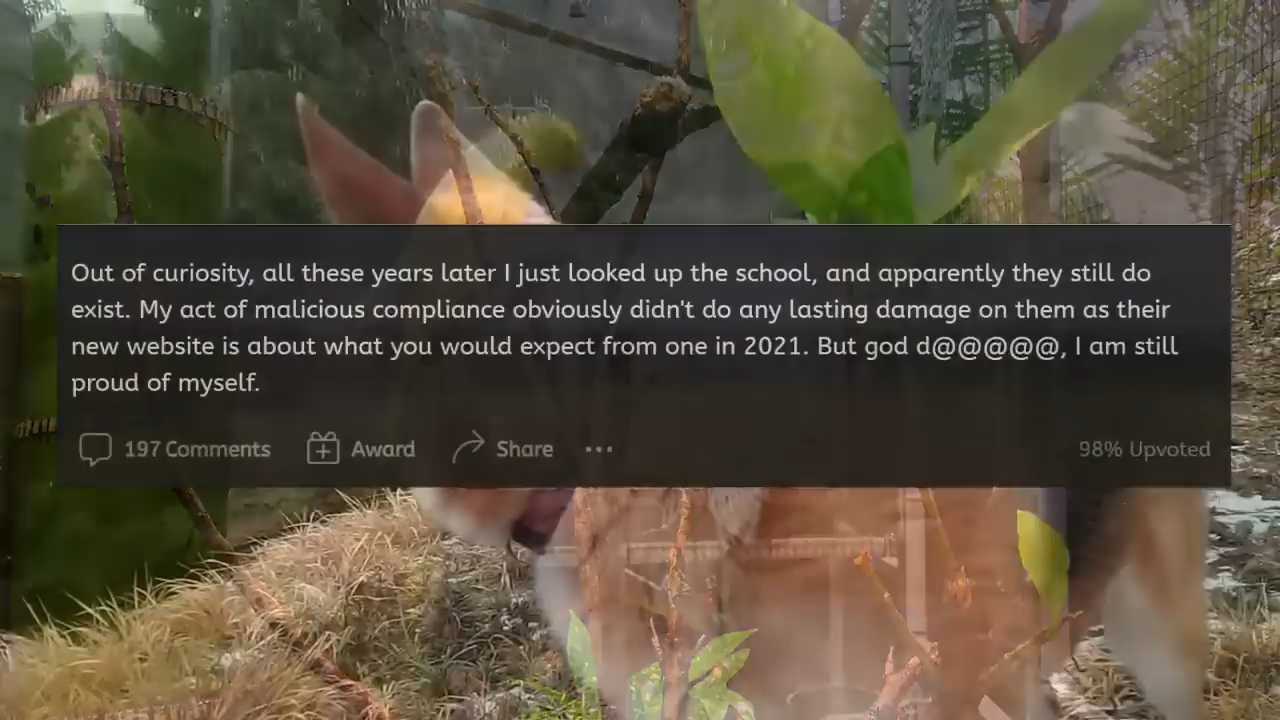 Out of curiosity, all these years later I just looked up the school, and apparently they still do
exist. My act of malicious compliance obviously didn't do any lasting damage on them as their
new website is about what you would expect from one in 2021. But god d@@@@@, I am still
proud of myself.
197 Comments Award Share ••• 98% Upvoted